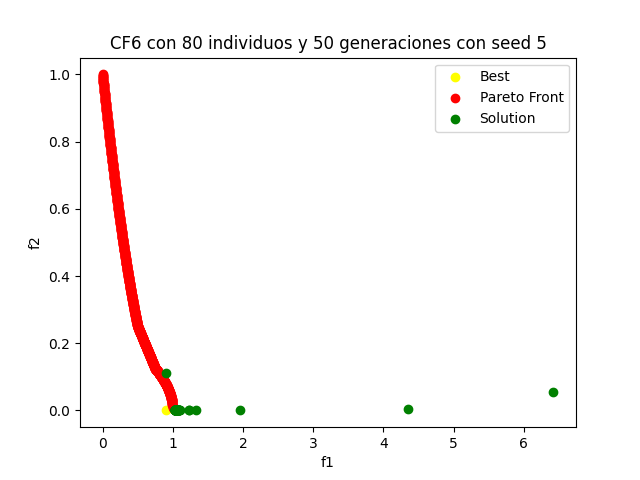 CF6 con 80 individuos y 50 generaciones con seed 5
Best
Pareto Front
Solution
1.0
0.8
0.6
0.4
0.2
0.0
f2
0 1 2 3 4 5 6
f1